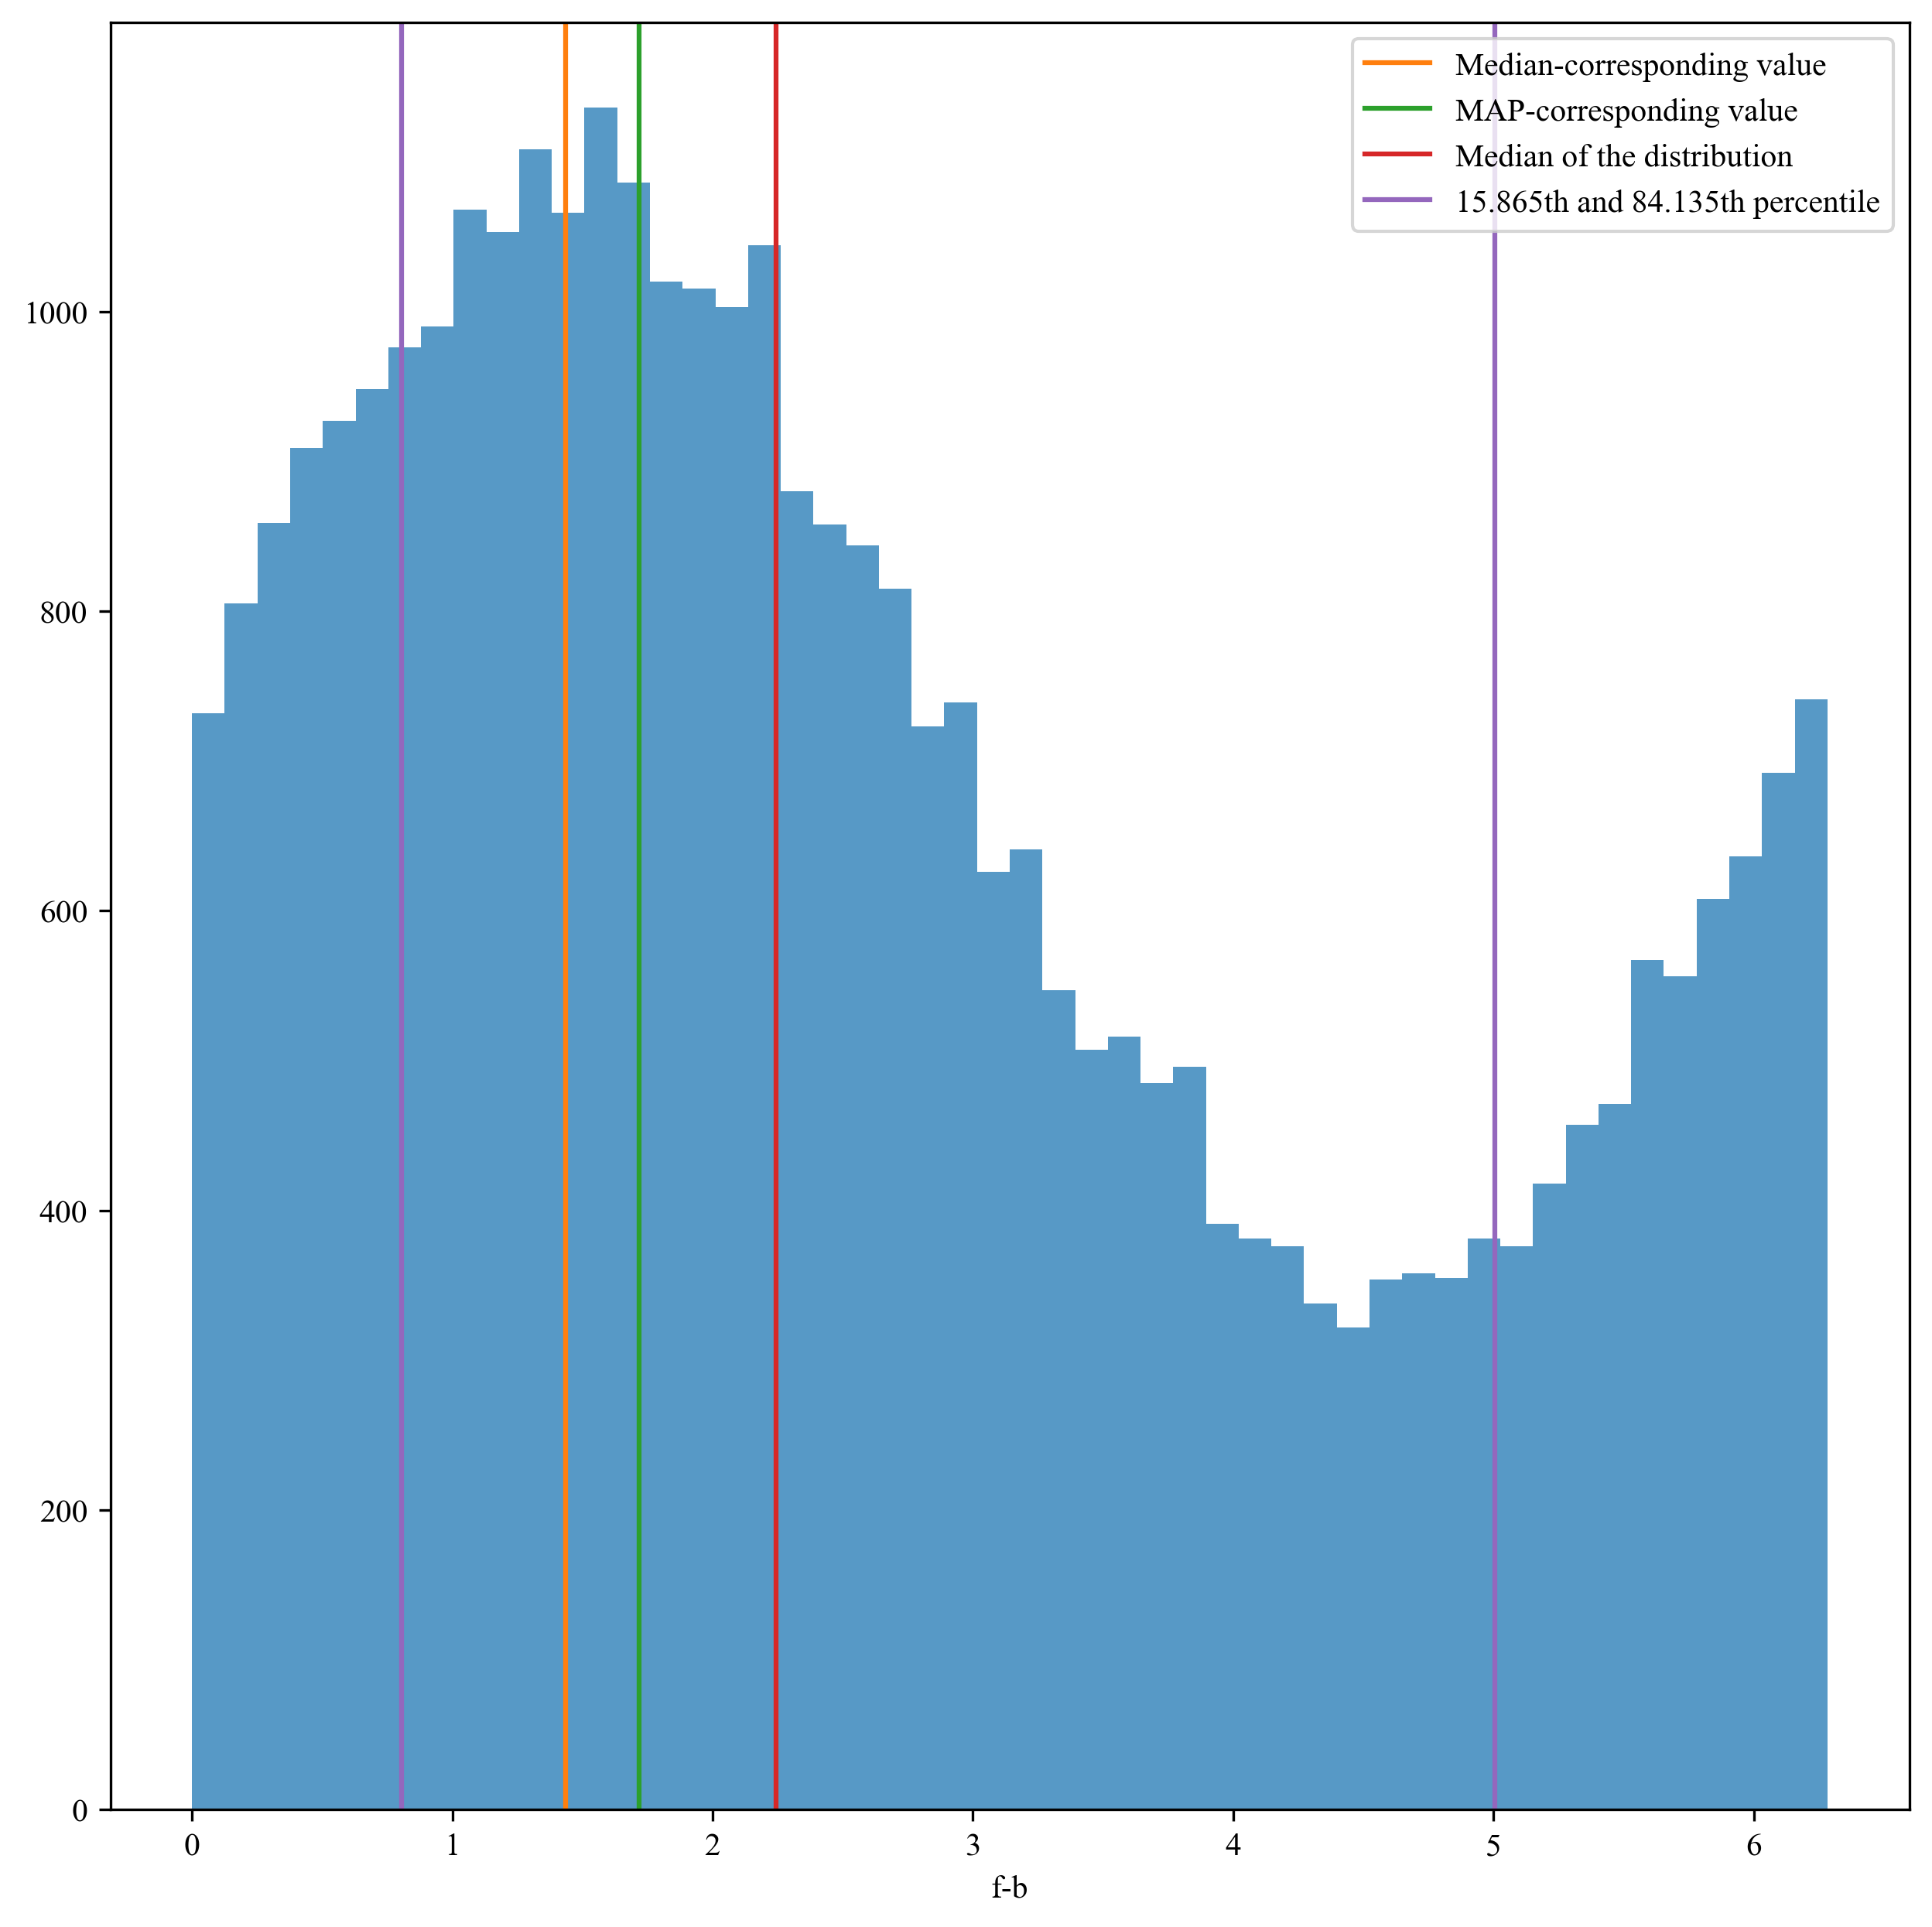 Median-corresponding value
MAP-corresponding value
Median of the distribution
15.865th and 84.135th percentile
1000
800
600
400
200
0
0 1 2 3 4 5 6
f-b